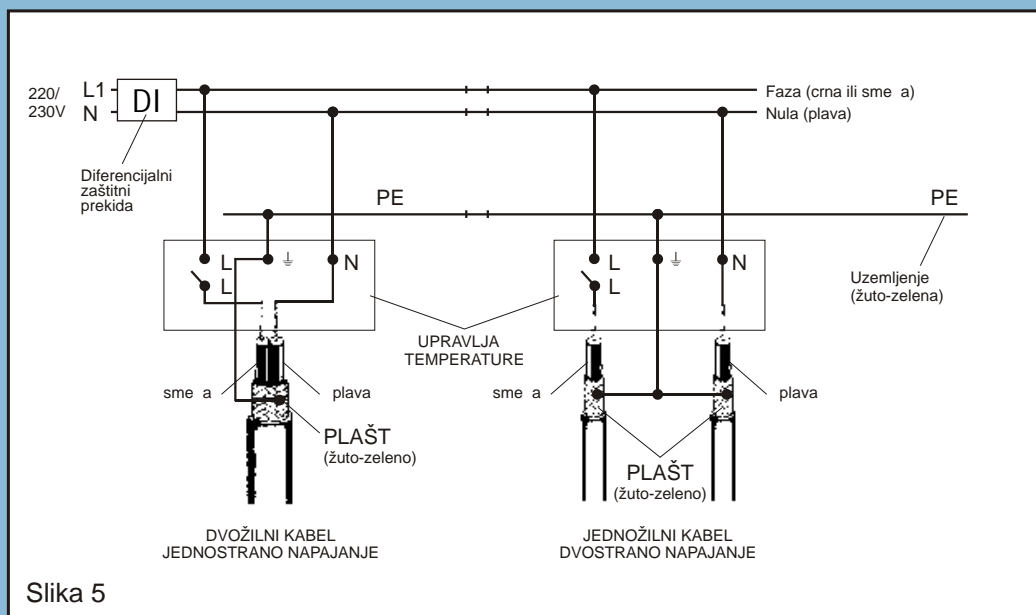 220/
230V
L1
N
DI
Faza (crna ili sme a)
Nula (plava)
Diferencijalni
zaštitni
prekida
PE
PE
L
L
N
L
L
N
Uzemljenje
(žuto-zelena)
UPRAVLJA
TEMPERATURE
sme a
plava
sme a
plava
PLAŠT
(žuto-zeleno)
PLAŠT
(žuto-zeleno)
DVOŽILNI KABEL
JEDNOSTRANO NAPAJANJE
JEDNOŽILNI KABEL
DVOSTRANO NAPAJANJE
Slika 5